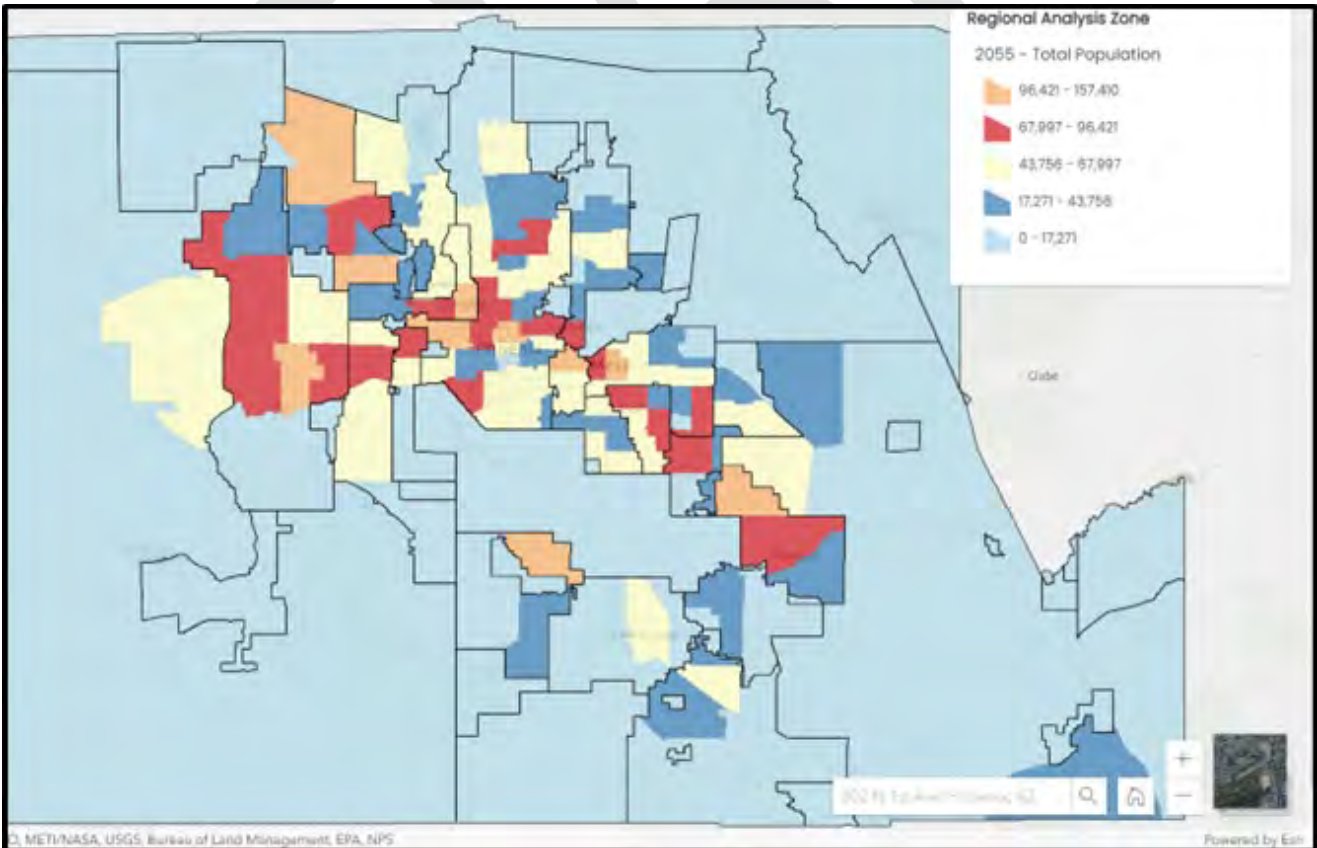 Regional Analysis Zone
2055 - Total Population
96,421 - 157,410
67,997 - 96,421
43,756 - 67,997
17,271 - 43,756
0 - 17,271
Globe
METI/NASA, USGS, Bureau of Land Management, EPA, NPS
Powered by Esri